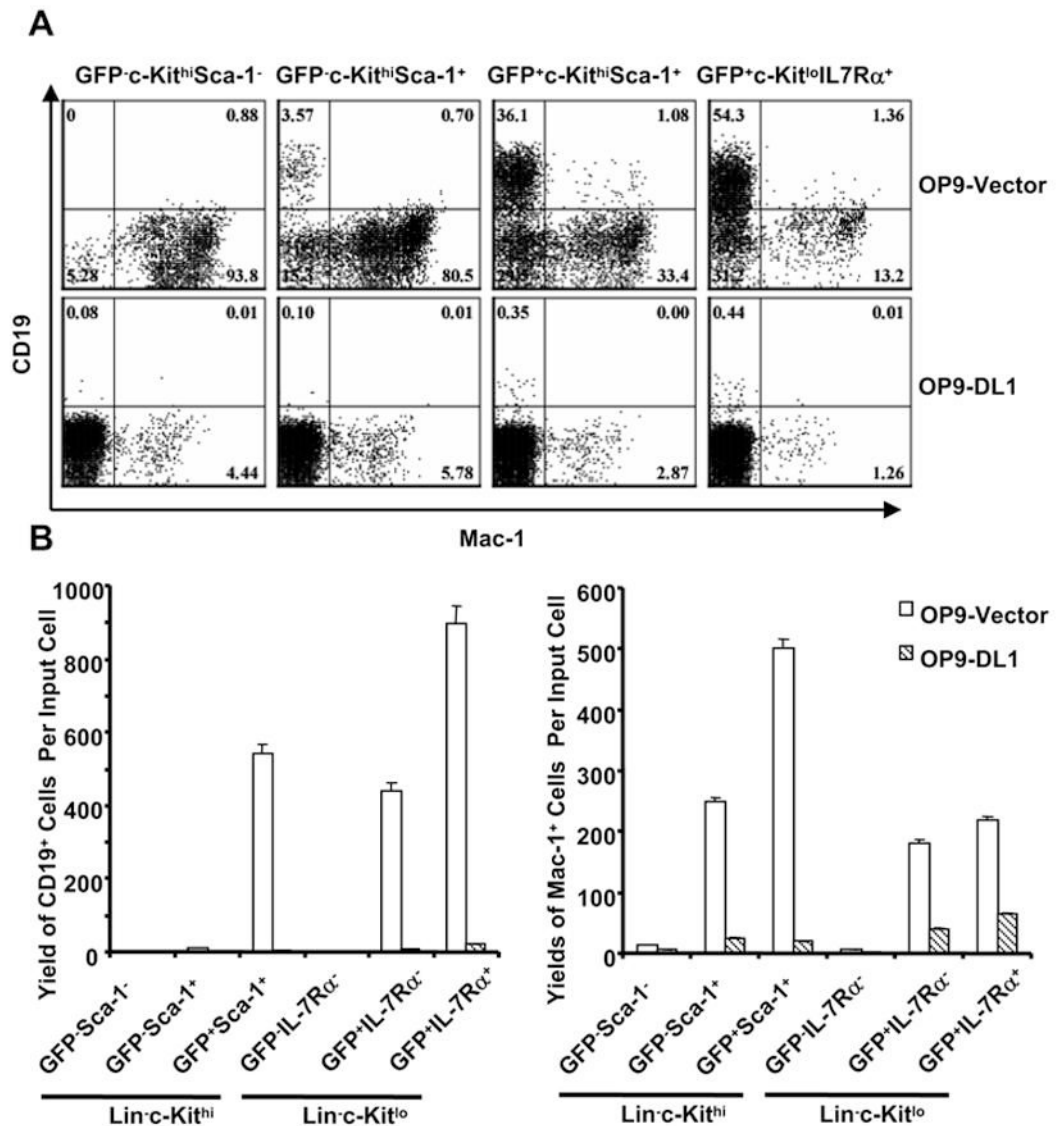 A
GFP⁻c-KitʰⁱSca-1⁻ GFP⁻c-KitʰⁱSca-1⁺ GFP⁺c-KitʰⁱSca-1⁺ GFP⁺c-KitˡᵒIL7Rα⁺
0 0.88 3.57 0.70 36.1 1.08 54.3 1.36
OP9-Vector
5.28 93.8 15.3 80.5 33.4 31.2 13.2
0.08 0.01 0.10 0.01 0.35 0.00 0.44 0.01
OP9-DL1
4.44 5.78 2.87 1.26
CD19
Mac-1
B
Yield of CD19⁺ Cells Per Input Cell
1000
800
600
400
200
0
GFP⁻Sca-1⁻
GFP⁻Sca-1⁺
GFP⁺Sca-1⁺
GFP⁻IL-7Rα⁻
GFP⁺IL-7Rα⁻
GFP⁺IL-7Rα⁺
Lin⁻c-Kitʰⁱ Lin⁻c-Kitˡᵒ
Yields of Mac-1⁺ Cells Per Input Cell
600
500
400
300
200
100
0
OP9-Vector
OP9-DL1
GFP⁻Sca-1⁻
GFP⁻Sca-1⁺
GFP⁺Sca-1⁺
GFP⁻IL-7Rα⁻
GFP⁺IL-7Rα⁻
GFP⁺IL-7Rα⁺
Lin⁻c-Kitʰⁱ Lin⁻c-Kitˡᵒ